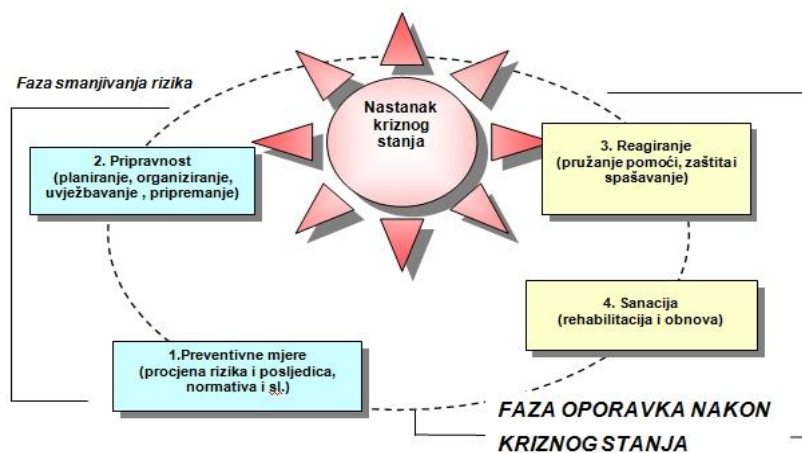 Faza smanjivanja rizika
Nastanak
kriznog
stanja
2. Pripravnost
(planiranje, organiziranje,
uvježbavanje , pripremanje)
3. Reagiranje
(pružanje pomoći, zaštita i
spašavanje)
4. Sanacija
(rehabilitacija i obnova)
1.Preventivne mjere
(procjena rizika i posljedica,
normativa i sl.)
FAZA OPORAVKA NAKON
KRIZNOG STANJA